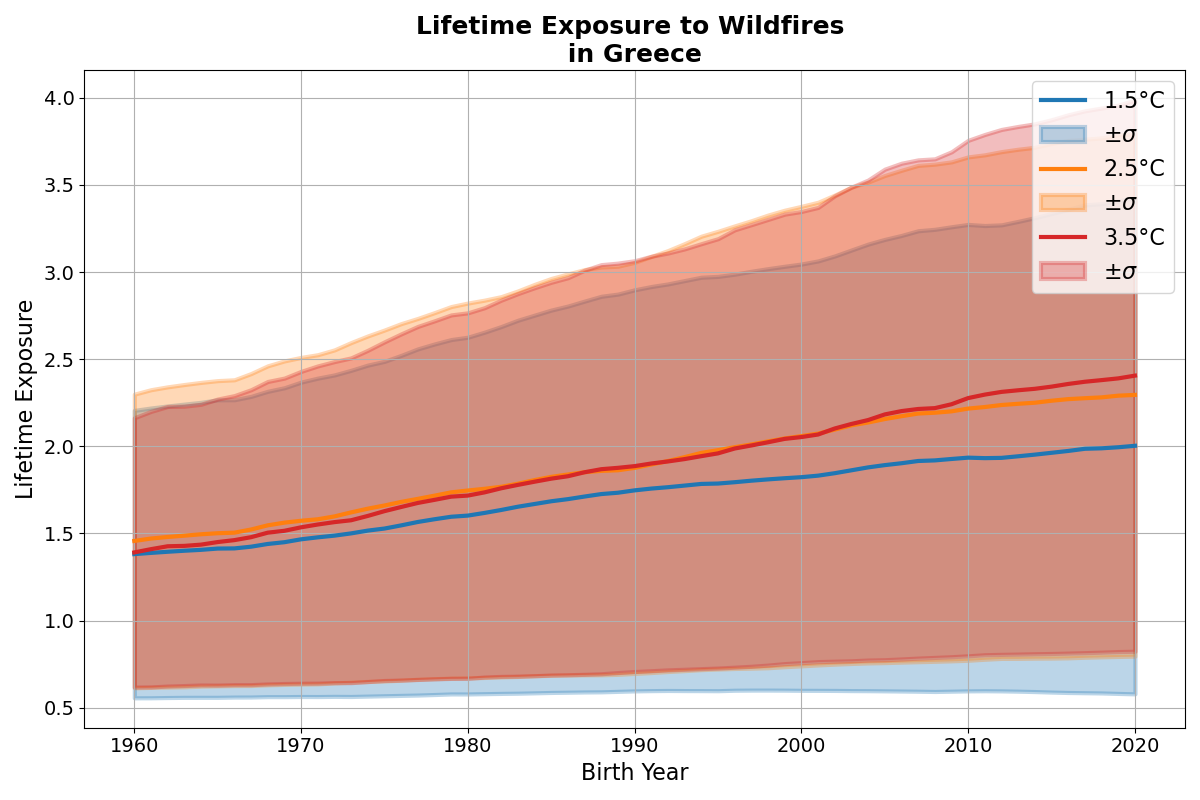 Lifetime Exposure to Wildfires
in Greece
4.0
3.5
3.0
2.5
2.0
1.5
1.0
0.5
Lifetime Exposure
1960
1970
1980
1990
2000
2010
2020
Birth Year
1.5°C
±σ
2.5°C
±σ
3.5°C
±σ